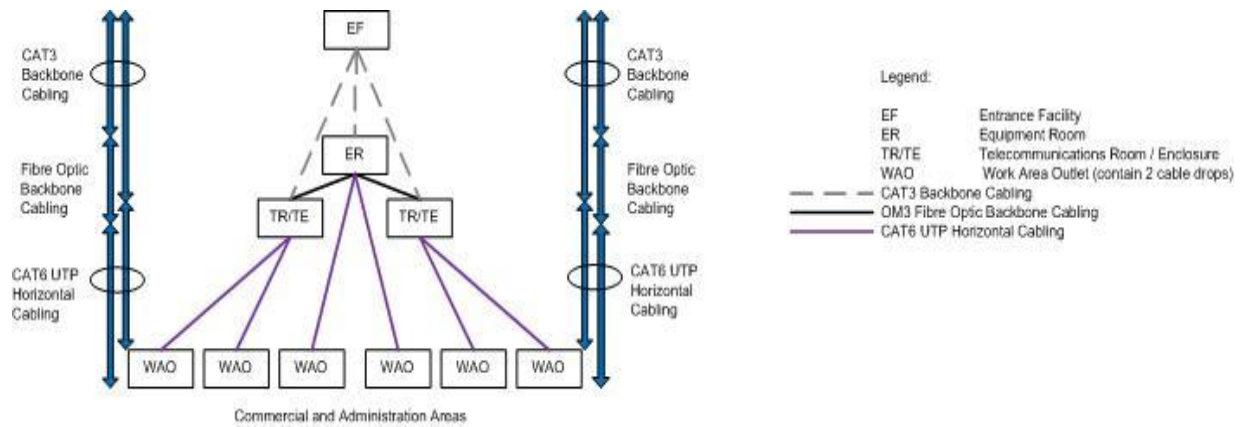 EF
CAT3
Backbone
Cabling
CAT3
Backbone
Cabling
ER
Fibre Optic
Backbone
Cabling
Fibre Optic
Backbone
Cabling
TR/TE
TR/TE
CAT6 UTP
Horizontal
Cabling
CAT6 UTP
Horizontal
Cabling
WAO
WAO
WAO
WAO
WAO
WAO
Commercial and Administration Areas
Legend:
EF Entrance Facility
ER Equipment Room
TR/TE Telecommunications Room / Enclosure
WAO Work Area Outlet (contain 2 cable drops)
CAT3 Backbone Cabling
OM3 Fibre Optic Backbone Cabling
CAT6 UTP Horizontal Cabling